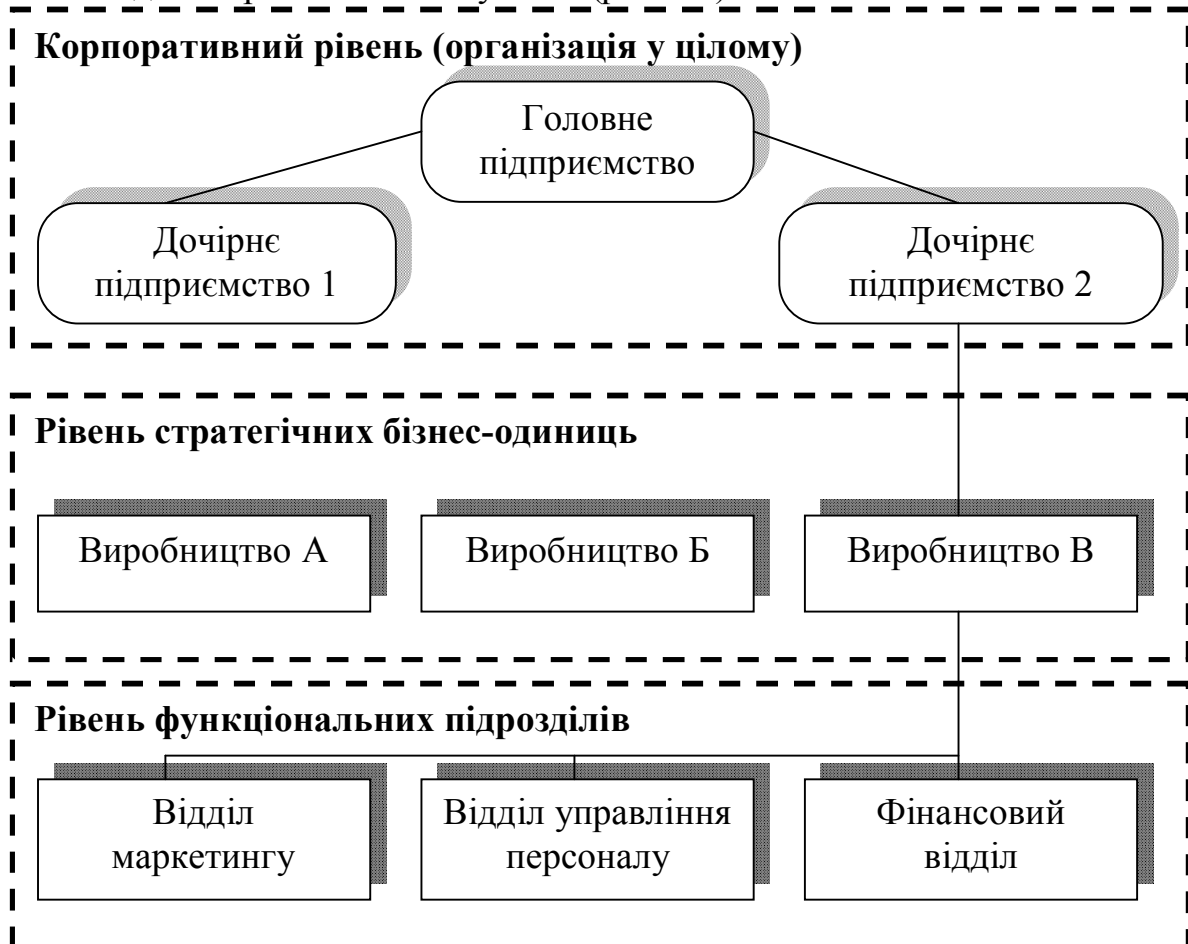 Корпоративний рівень (організація у цілому)
Головне
підприємство
Дочірнє
підприємство 1
Дочірнє
підприємство 2
Рівень стратегічних бізнес-одиниць
Виробництво А
Виробництво Б
Виробництво В
Рівень функціональних підрозділів
Відділ
маркетингу
Відділ управління
персоналу
Фінансовий
відділ